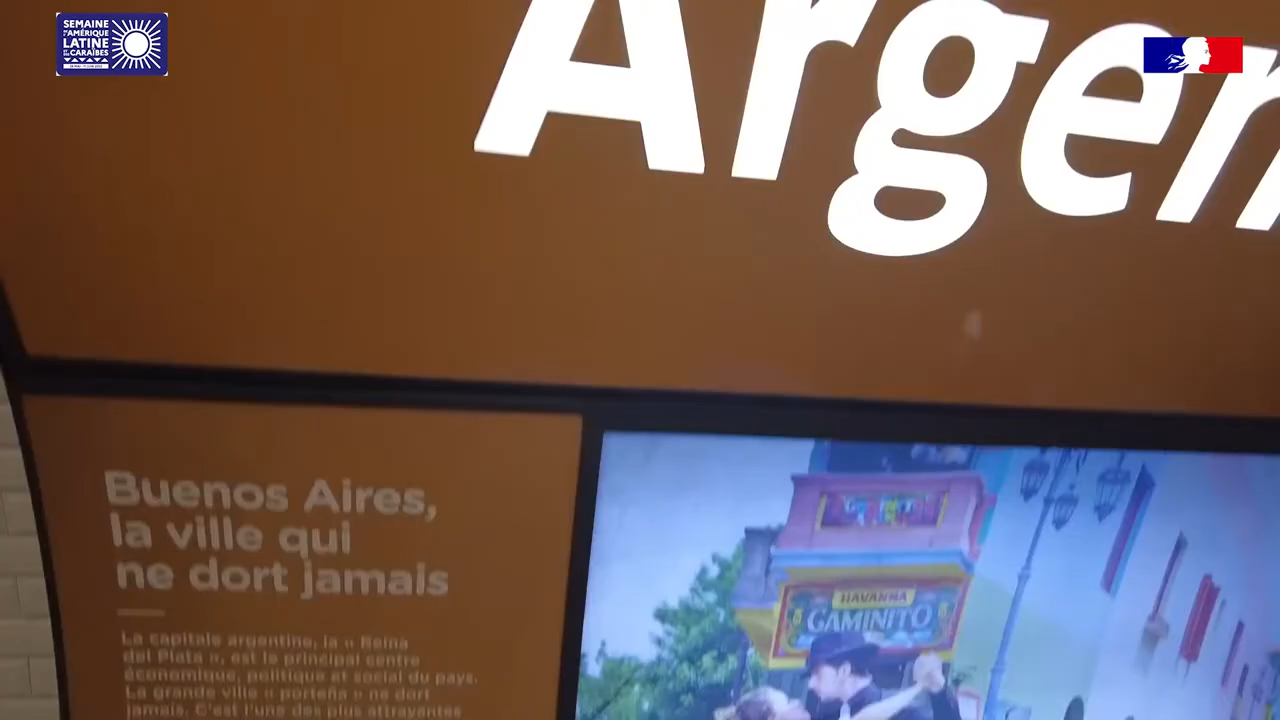 SEMAINE
DE L'AMÉRIQUE
LATINE
ET DES CARAÏBES
Argen
Buenos Aires,
la ville qui
ne dort jamais
La capitale argentine, la « Reina
del Plata », est le principal centre
économique, politique et social du pays.
La grande ville « porteña » ne dort
jamais. C'est l'une des plus attrayantes
HAVANNA
CAMINITO